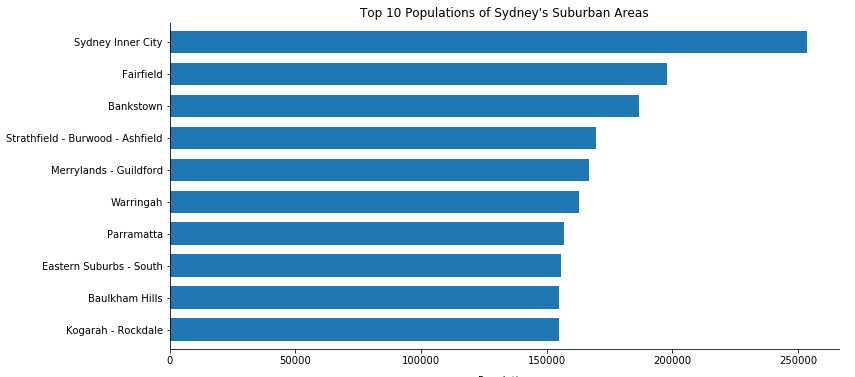 Top 10 Populations of Sydney's Suburban Areas
Sydney Inner City
Fairfield
Bankstown
Strathfield - Burwood - Ashfield
Merrylands - Guildford
Warringah
Parramatta
Eastern Suburbs - South
Baulkham Hills
Kogarah - Rockdale
0 50000 100000 150000 200000 250000